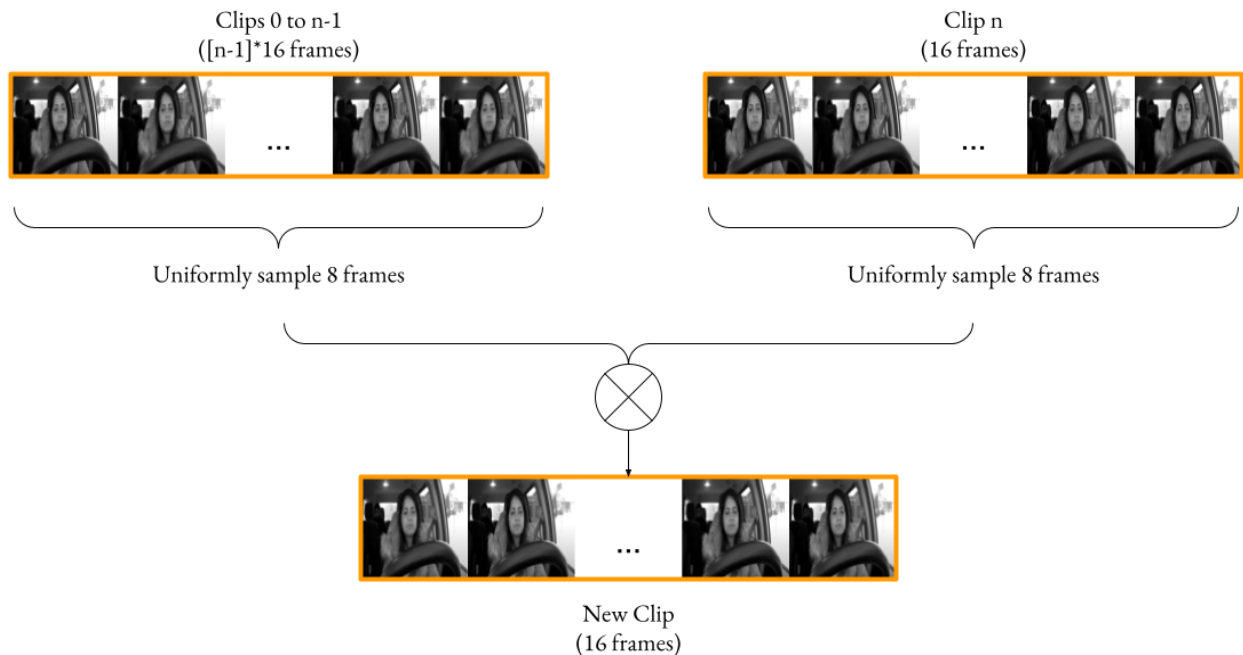 Clips 0 to n-1
([n-1]*16 frames)
Clip n
(16 frames)
...
...
Uniformly sample 8 frames
Uniformly sample 8 frames
...
New Clip
(16 frames)